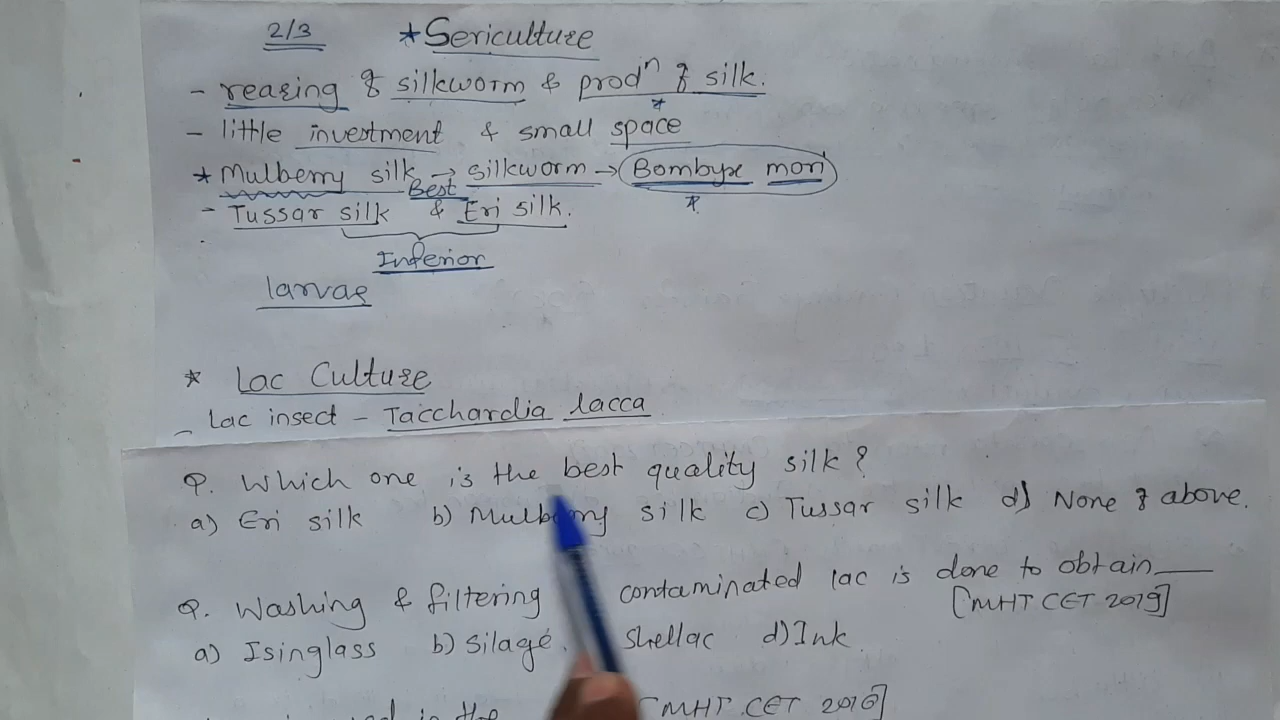 2/3 *Sericulture
- rearing of silkworm & prodⁿ of silk.
*
- little investment & small space
* Mulberry silk → silkworm → Bombyx mori
Best *
- Tussar silk & Eri silk.
Inferior
larvae
* Lac Culture
- Lac insect - Tacchardia lacca
Q. Which one is the best quality silk?
a) Eri silk b) Mulberry silk c) Tussar silk d) None of above.
Q. Washing & filtering contaminated lac is done to obtain ___
[MHT CET 2019]
a) Isinglass b) Silage. Shellac d) Ink.
in the [MHT CET 2016]